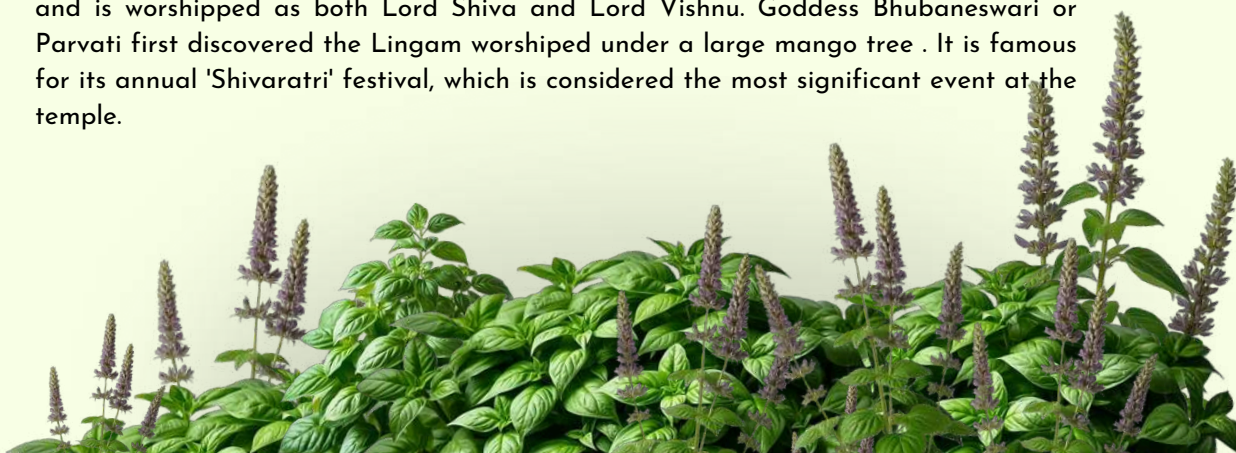 and is worshipped as both Lord Shiva and Lord Vishnu. Goddess Bhubaneswari or
Parvati first discovered the Lingam worshiped under a large mango tree . It is famous
for its annual 'Shivaratri' festival, which is considered the most significant event at the
temple.